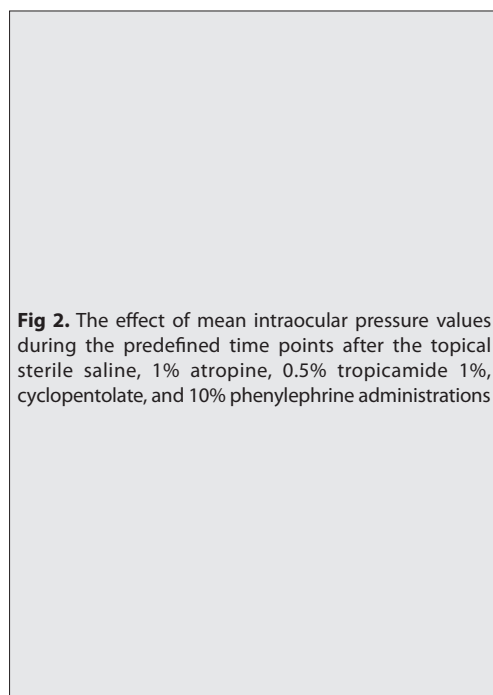 Fig 2. The effect of mean intraocular pressure values
during the predefined time points after the topical
sterile saline, 1% atropine, 0.5% tropicamide 1%,
cyclopentolate, and 10% phenylephrine administrations